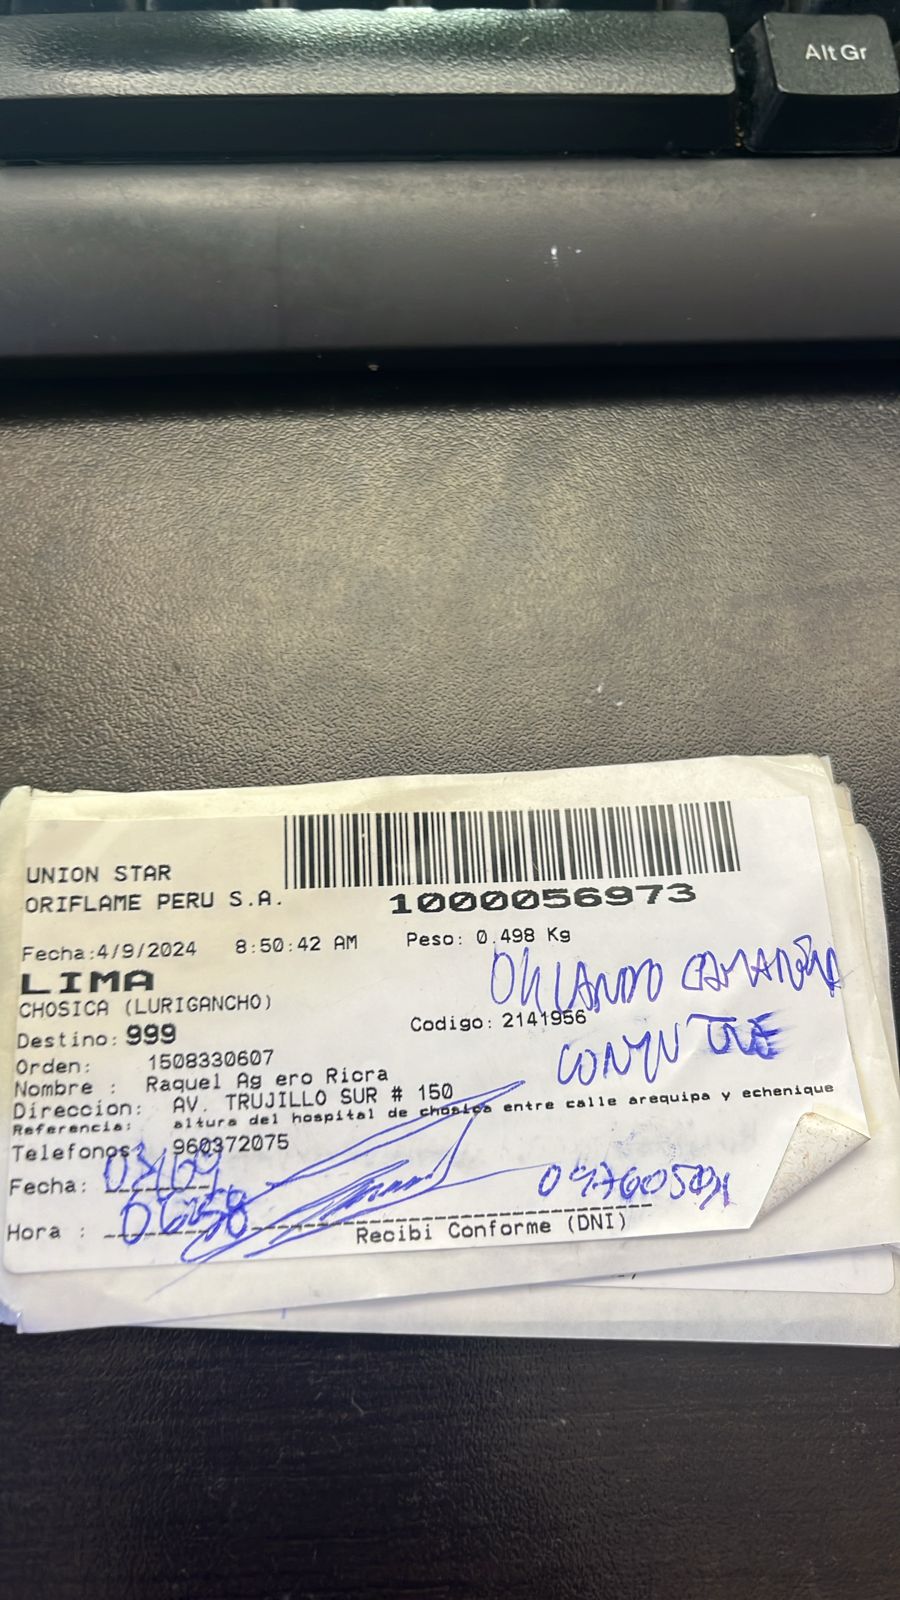 Alt Gr
UNION STAR
ORIFLAME PERU S.A.
1000056973
Fecha:4/9/2024 8:50:42 AM Peso: 0.498 Kg
LIMA
CHOSICA (LURIGANCHO)
ORLANDO
Destino: 999 Codigo: 2141956
Orden: 1508330607
Nombre : Raquel Ag ero Ricra
Direccion: AV. TRUJILLO SUR # 150
Referencia: altura del hospital de chosica entre calle arequipa y echenique
Telefonos: 960372075
Fecha:
Hora :
Recibi Conforme (DNI)